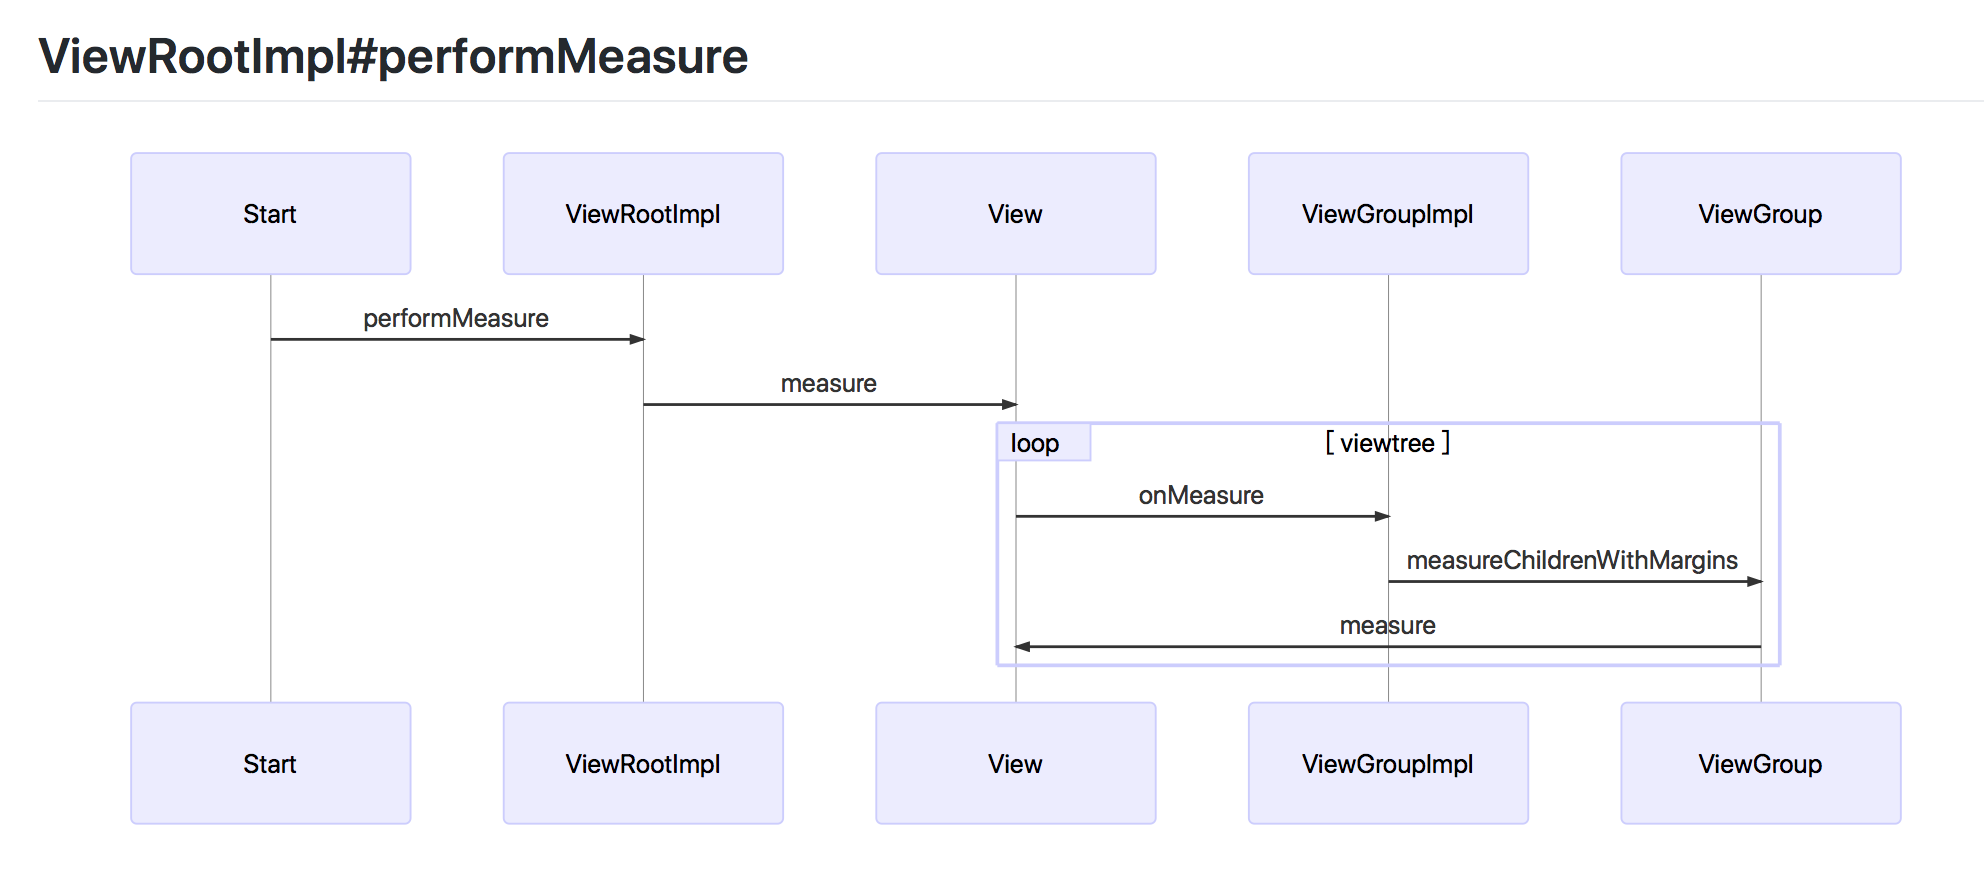 ViewRootImpl#performMeasure
Start
ViewRootImpl
View
ViewGroupImpl
ViewGroup
performMeasure
measure
loop
[ viewtree ]
onMeasure
measureChildrenWithMargins
measure
Start
ViewRootImpl
View
ViewGroupImpl
ViewGroup